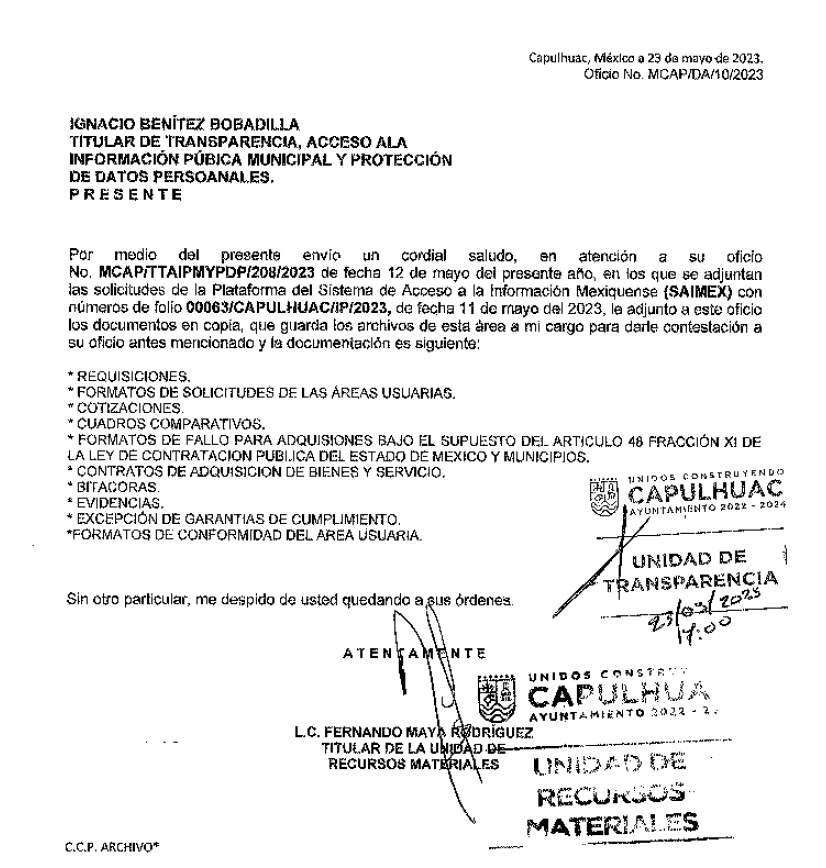 Capulhuac, México a 23 de mayo de 2023.
Oficio No. MCAP/DA/10/2023
IGNACIO BENÍTEZ BOBADILLA
TITULAR DE TRANSPARENCIA, ACCESO ALA
INFORMACIÓN PÚBICA MUNICIPAL Y PROTECCIÓN
DE DATOS PERSOANALES.
P R E S E N T E
Por medio del presente envío un cordial saludo, en atención a su oficio
No. MCAP/TTAIPMYPDP/208/2023 de fecha 12 de mayo del presente año, en los que se adjuntan
las solicitudes de la Plataforma del Sistema de Acceso a la Información Mexiquense (SAIMEX) con
números de folio 00063/CAPULHUAC/IP/2023, de fecha 11 de mayo del 2023, le adjunto a este oficio
los documentos en copia, que guarda los archivos de esta área a mi cargo para darle contestación a
su oficio antes mencionado y la documentación es siguiente:
* REQUISICIONES.
* FORMATOS DE SOLICITUDES DE LAS ÁREAS USUARIAS.
* COTIZACIONES.
* CUADROS COMPARATIVOS.
* FORMATOS DE FALLO PARA ADQUISIONES BAJO EL SUPUESTO DEL ARTICULO 48 FRACCIÓN XI DE
LA LEY DE CONTRATACION PUBLICA DEL ESTADO DE MEXICO Y MUNICIPIOS.
* CONTRATOS DE ADQUISICION DE BIENES Y SERVICIO.
* BITACORAS.
* EVIDENCIAS.
* EXCEPCIÓN DE GARANTIAS DE CUMPLIMIENTO.
*FORMATOS DE CONFORMIDAD DEL AREA USUARIA.
UNIDOS CONSTRUYENDO
CAPULHUAC
AYUNTAMIENTO 2022 - 2024
UNIDAD DE
TRANSPARENCIA
23/05/2023
17:00
Sin otro particular, me despido de usted quedando a sus órdenes.
A T E N T A M E N T E
UNIDOS CONSTR
CAPULHUA
AYUNTAMIENTO 2022 - 2
L.C. FERNANDO MAYA RODRÍGUEZ
TITULAR DE LA UNIDAD DE
RECURSOS MATERIALES
UNIDAD DE
RECURSOS
MATERIALES
C.C.P. ARCHIVO*